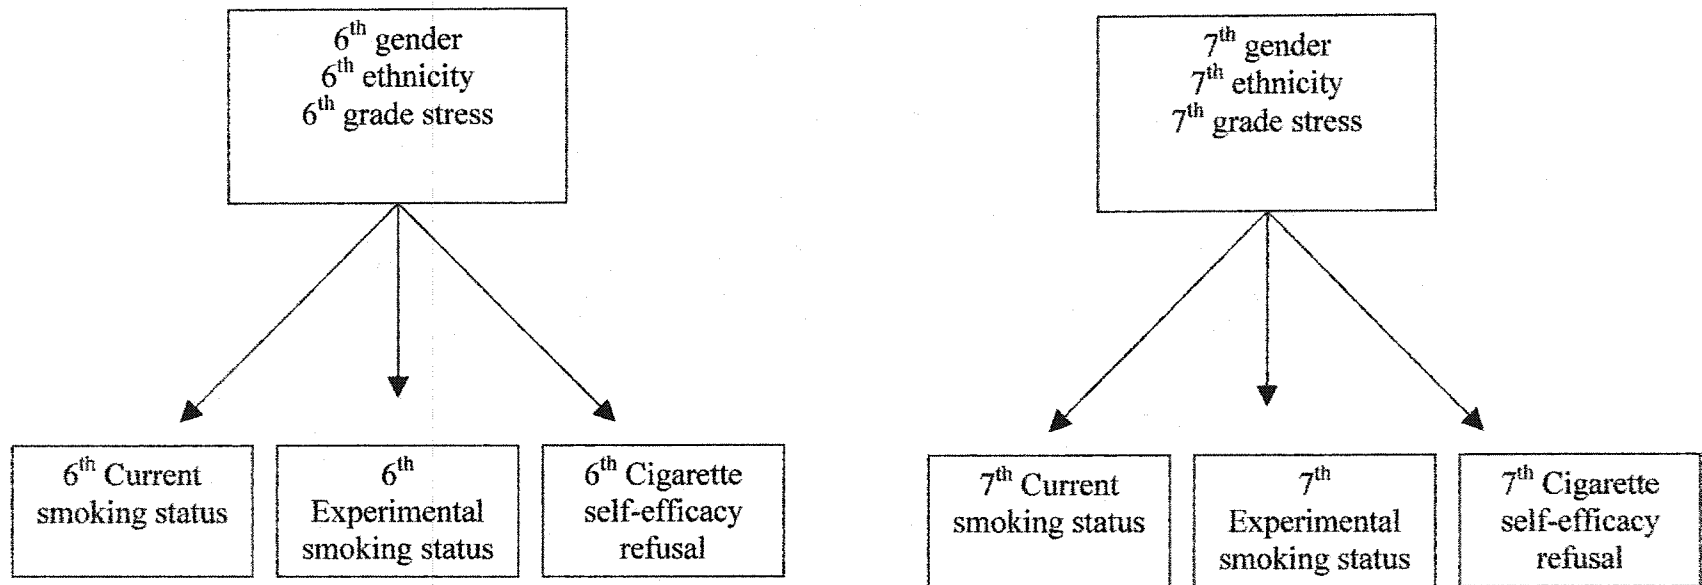 6th gender
6th ethnicity
6th grade stress
6th Current
smoking status
6th
Experimental
smoking status
6th Cigarette
self-efficacy
refusal
7th gender
7th ethnicity
7th grade stress
7th Current
smoking status
7th
Experimental
smoking status
7th Cigarette
self-efficacy
refusal